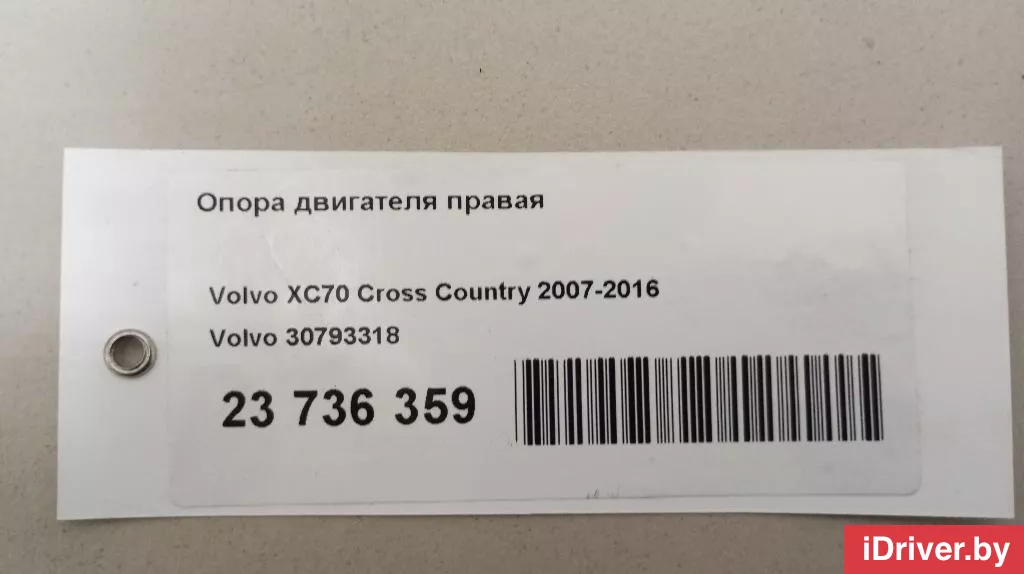 Опора двигателя правая
Volvo XC70 Cross Country 2007-2016
Volvo 30793318
23 736 359
iDriver.by